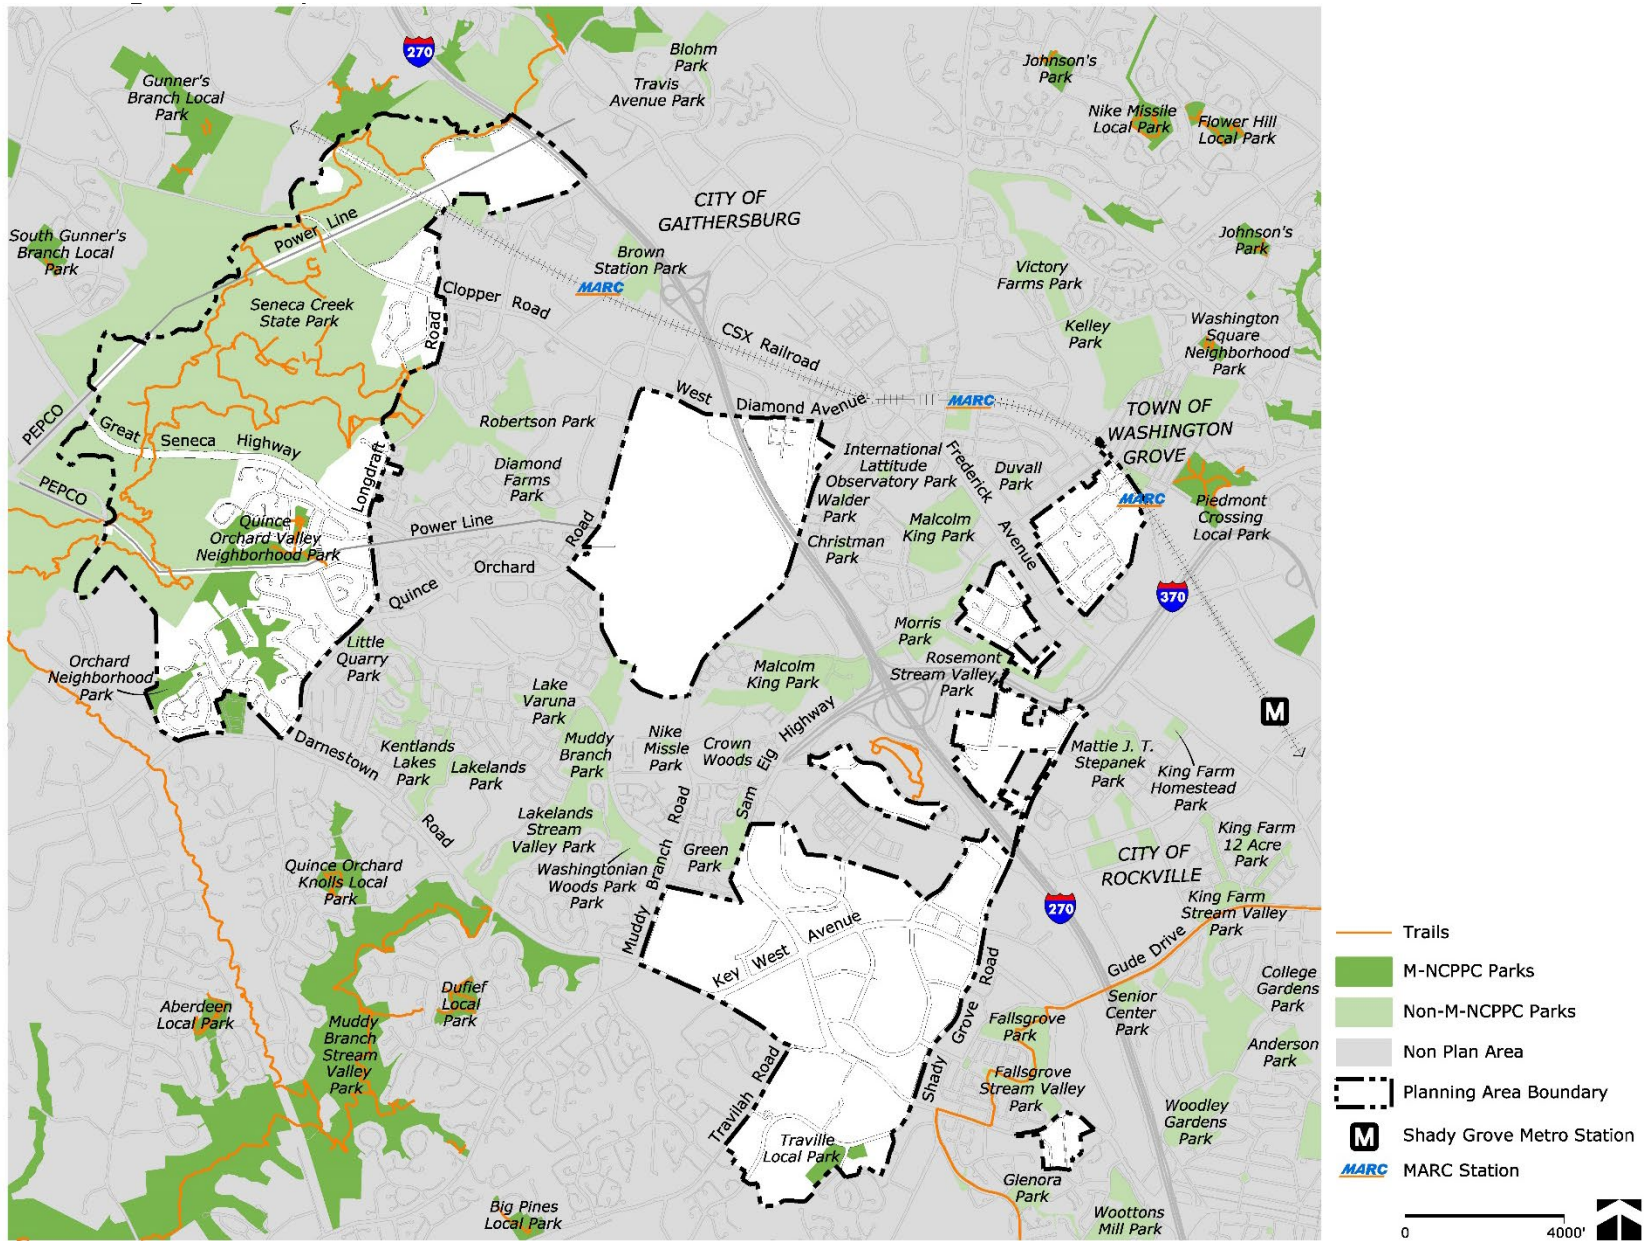 270
Blohm
Park
Travis
Avenue Park
Gunner's
Branch Local
Park
Johnson's
Park
Nike Missile
Local Park
Flower Hill
Local Park
CITY OF
GAITHERSBURG
South Gunner's
Branch Local
Park
Power Line
Johnson's
Park
Brown
Station Park
MARC
Victory
Farms Park
Clopper Road
Seneca Creek
State Park
Road
CSX Railroad
Kelley
Park
Washington
Square
Neighborhood
Park
West Diamond Avenue
MARC
TOWN OF
WASHINGTON
GROVE
PEPCO
Great Seneca Highway
Robertson Park
International
Lattitude
Observatory Park
Frederick Avenue
Duvall
Park
Longdraft
Diamond
Farms
Park
PEPCO
Walder
Park
MARC
Piedmont
Crossing
Local Park
Quince
Orchard Valley
Neighborhood Park
Power Line
Road
Malcolm
King Park
Christman
Park
Quince Orchard
370
Little
Quarry
Park
Morris
Park
Orchard
Neighborhood
Park
Malcolm
King Park
Rosemont
Stream Valley
Park
Lake
Varuna
Park
M
Darnestown
Road
Kentlands
Lakes
Park
Lakelands
Park
Muddy
Branch
Park
Nike
Missle
Park
Crown
Woods
Sam Eig Highway
Mattie J. T.
Stepanek
Park
King Farm
Homestead
Park
Lakelands
Stream
Valley Park
Muddy Branch Road
Green
Park
King Farm
12 Acre
Park
Quince Orchard
Knolls Local
Park
Washingtonian
Woods Park
Park
CITY OF
ROCKVILLE
270
King Farm
Stream Valley
Park
Key West Avenue
Gude Drive
Trails
M-NCPPC Parks
Non-M-NCPPC Parks
Non Plan Area
Planning Area Boundary
M
Shady Grove Metro Station
MARC
MARC Station
0
4000'
College
Gardens
Park
Senior
Center
Park
Aberdeen
Local Park
Dufief
Local
Park
Muddy
Branch
Stream
Valley
Park
Shady Grove Road
Fallsgrove
Park
Anderson
Park
Fallsgrove
Stream Valley
Park
Travilah Road
Woodley
Gardens
Park
Traville
Local Park
Glenora
Park
Big Pines
Local Park
Woottons
Mill Park